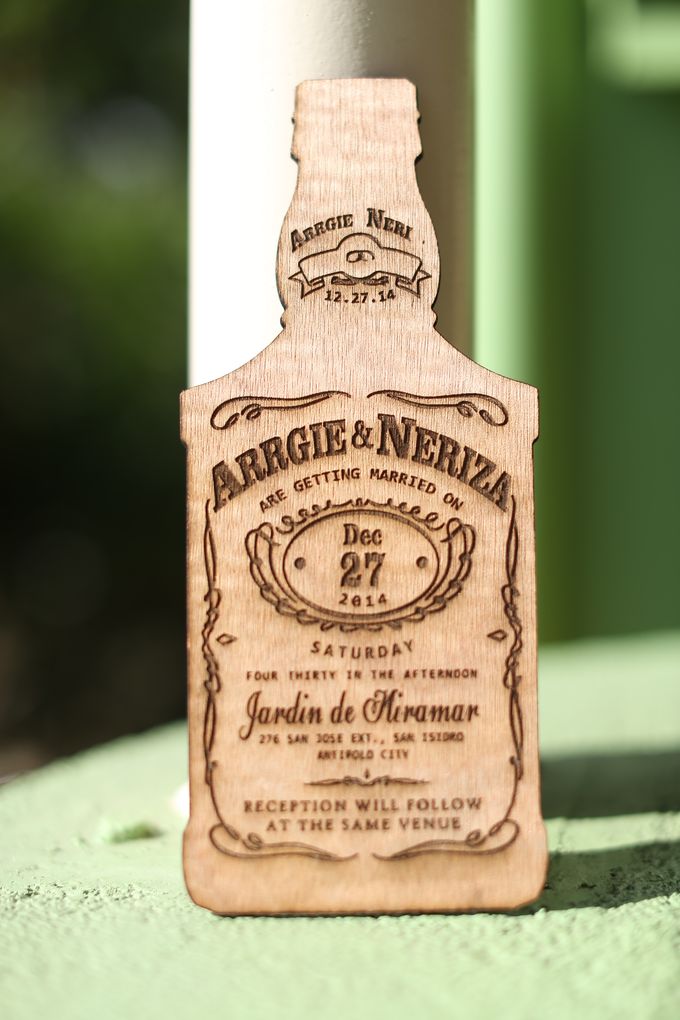 ARRGIE NERI
12.27.14
ARRGIE & NERIZA
ARE GETTING MARRIED ON
Dec
27
2014
SATURDAY
FOUR THIRTY IN THE AFTERNOON
Jardin de Miramar
276 SAN JOSE EXT., SAN ISIDRO
ANTIPOLO CITY
RECEPTION WILL FOLLOW
AT THE SAME VENUE